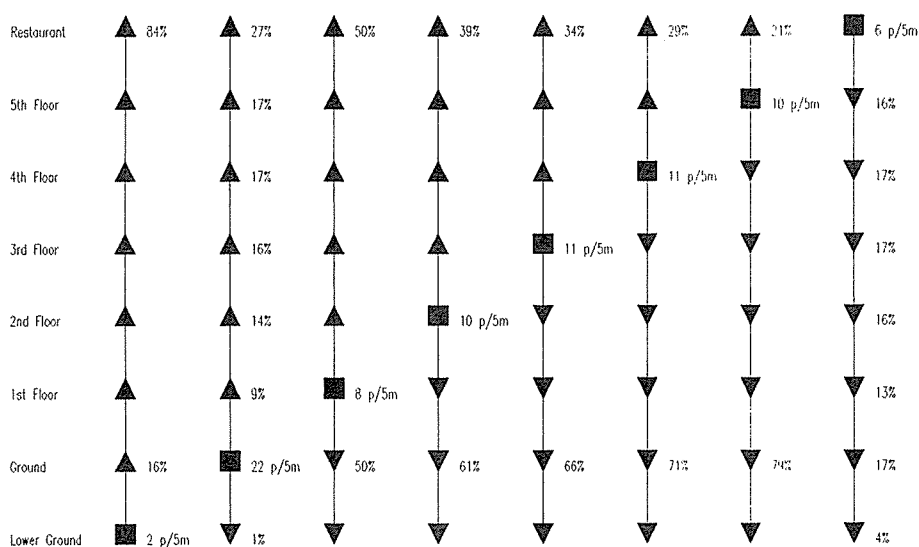 Restaurant 84% 27% 50% 39% 34% 29% 21% 6 p/5m
5th Floor 17% 10 p/5m 16%
4th Floor 17% 11 p/5m 17%
3rd Floor 16% 11 p/5m 17%
2nd Floor 14% 10 p/5m 16%
1st Floor 9% 8 p/5m 13%
Ground 16% 22 p/5m 50% 61% 66% 71% 79% 17%
Lower Ground 2 p/5m 1% 4%